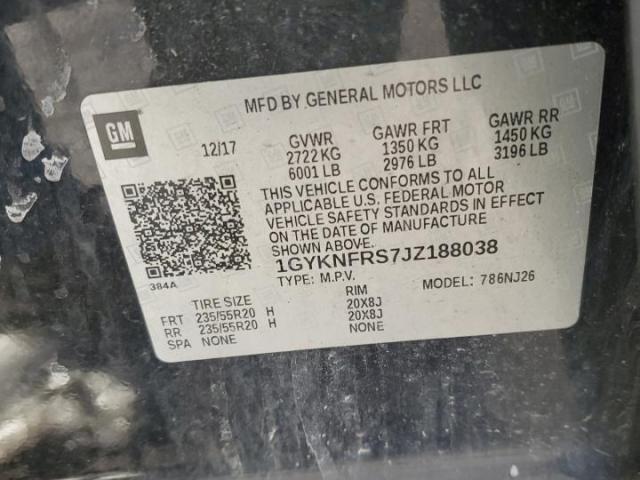 MFD BY GENERAL MOTORS LLC
GM
12/17 GVWR GAWR FRT GAWR RR
2722 KG 1350 KG 1450 KG
6001 LB 2976 LB 3196 LB
THIS VEHICLE CONFORMS TO ALL
APPLICABLE U.S. FEDERAL MOTOR
VEHICLE SAFETY STANDARDS IN EFFECT
ON THE DATE OF MANUFACTURE
SHOWN ABOVE.
1GYKNFRS7JZ188038
384A
TYPE: M.P.V. MODEL: 786NJ26
TIRE SIZE RIM
FRT 235/55R20 H 20X8J
RR 235/55R20 H 20X8J
SPA NONE NONE